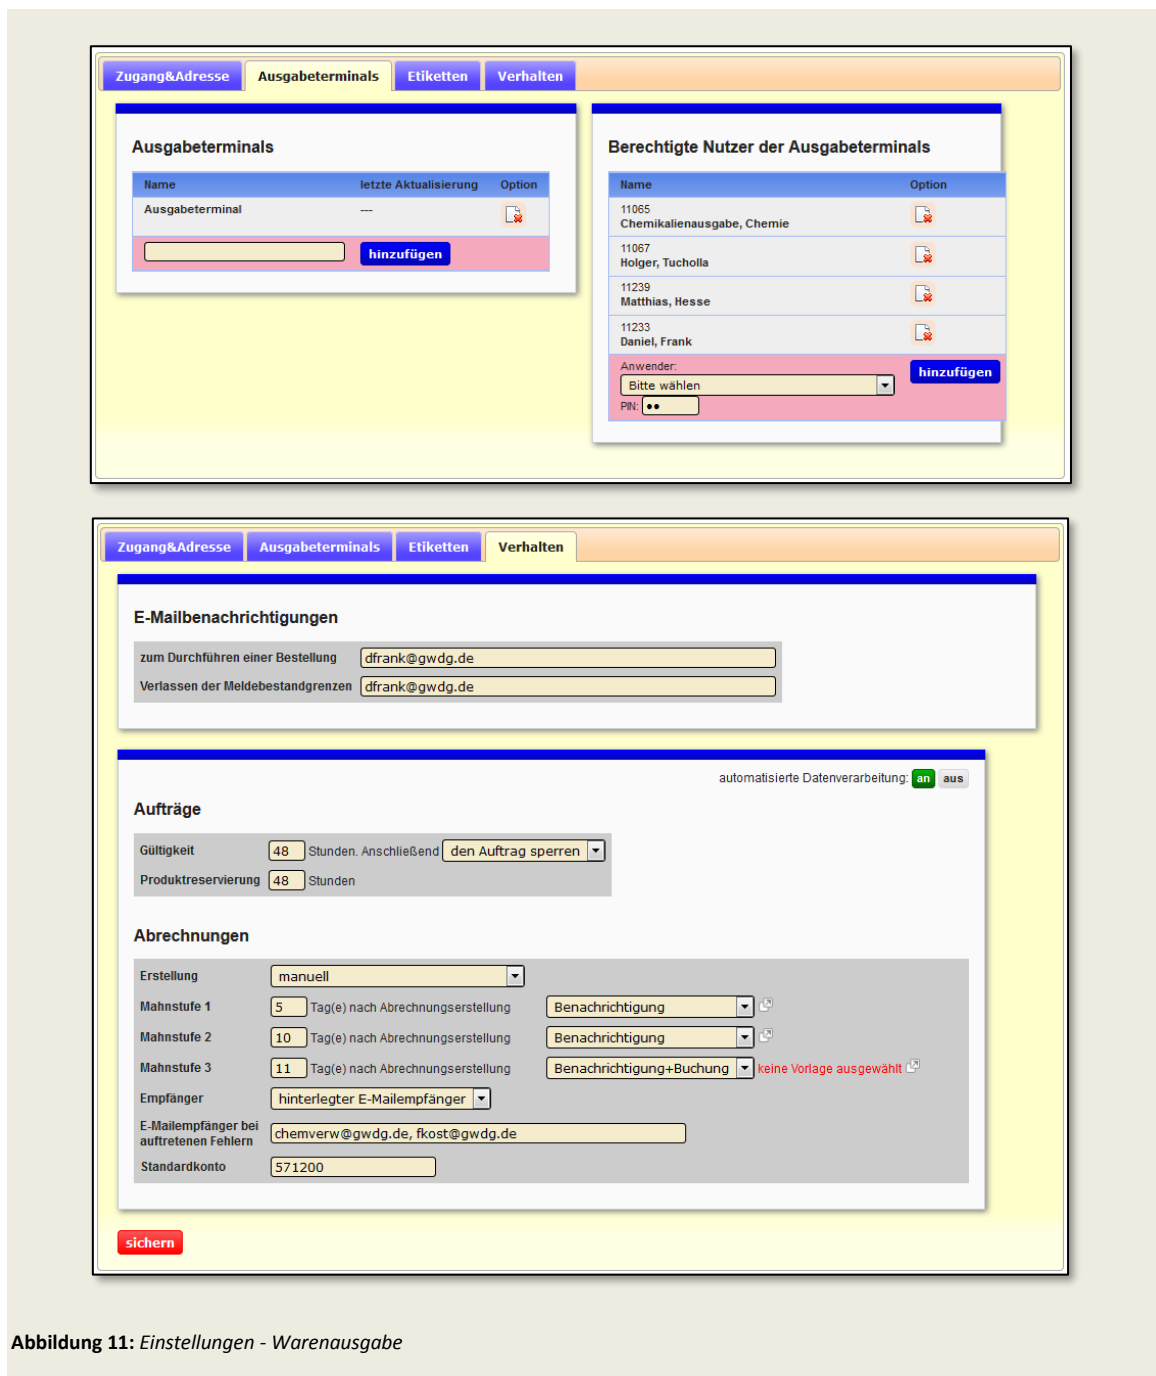 Zugang&Adresse Ausgabeterminals Etiketten Verhalten
Ausgabeterminals
Name letzte Aktualisierung Option
Ausgabeterminal ---
hinzufügen
Berechtigte Nutzer der Ausgabeterminals
Name Option
11065
Chemikalienausgabe, Chemie
11067
Holger, Tucholla
11239
Matthias, Hesse
11233
Daniel, Frank
Anwender:
Bitte wählen
hinzufügen
PIN: ●●
Zugang&Adresse Ausgabeterminals Etiketten Verhalten
E-Mailbenachrichtigungen
zum Durchführen einer Bestellung dfrank@gwdg.de
Verlassen der Meldebestandgrenzen dfrank@gwdg.de
automatisierte Datenverarbeitung: an aus
Aufträge
Gültigkeit 48 Stunden. Anschließend den Auftrag sperren
Produktreservierung 48 Stunden
Abrechnungen
Erstellung manuell
Mahnstufe 1 5 Tag(e) nach Abrechnungserstellung Benachrichtigung
Mahnstufe 2 10 Tag(e) nach Abrechnungserstellung Benachrichtigung
Mahnstufe 3 11 Tag(e) nach Abrechnungserstellung Benachrichtigung+Buchung keine Vorlage ausgewählt
Empfänger hinterlegter E-Mailempfänger
E-Mailempfänger bei
auftretenen Fehlern chemverw@gwdg.de, fkost@gwdg.de
Standardkonto 571200
sichern
Abbildung 11: Einstellungen - Warenausgabe